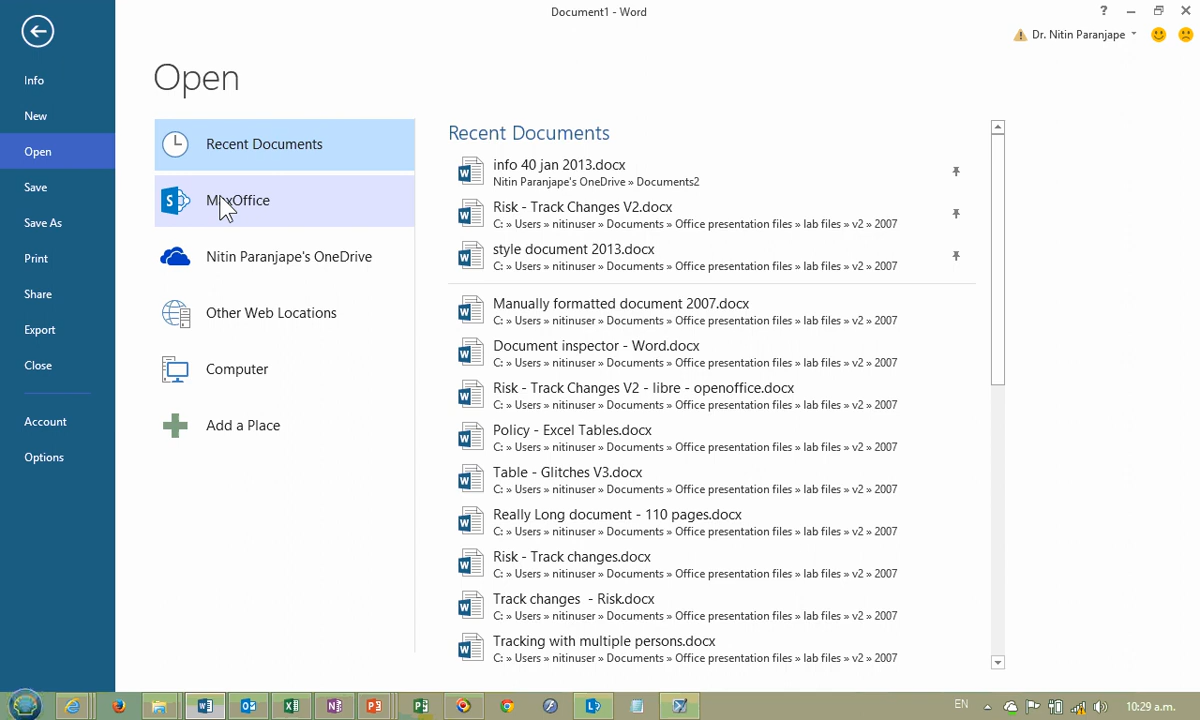 Document1 - Word
?
Dr. Nitin Paranjape
Info
New
Open
Save
Save As
Print
Share
Export
Close
Account
Options
Open
Recent Documents
MaxOffice
Nitin Paranjape's OneDrive
Other Web Locations
Computer
Add a Place
Recent Documents
info 40 jan 2013.docx
Nitin Paranjape's OneDrive » Documents2
Risk - Track Changes V2.docx
C: » Users » nitinuser » Documents » Office presentation files » lab files » v2 » 2007
style document 2013.docx
C: » Users » nitinuser » Documents » Office presentation files » lab files » v2 » 2007
Manually formatted document 2007.docx
C: » Users » nitinuser » Documents » Office presentation files » lab files » v2 » 2007
Document inspector - Word.docx
C: » Users » nitinuser » Documents » Office presentation files » lab files » v2 » 2007
Risk - Track Changes V2 - libre - openoffice.docx
C: » Users » nitinuser » Documents » Office presentation files » lab files » v2 » 2007
Policy - Excel Tables.docx
C: » Users » nitinuser » Documents » Office presentation files » lab files » v2 » 2007
Table - Glitches V3.docx
C: » Users » nitinuser » Documents » Office presentation files » lab files » v2 » 2007
Really Long document - 110 pages.docx
C: » Users » nitinuser » Documents » Office presentation files » lab files » v2 » 2007
Risk - Track changes.docx
C: » Users » nitinuser » Documents » Office presentation files » lab files » v2 » 2007
Track changes  - Risk.docx
C: » Users » nitinuser » Documents » Office presentation files » lab files » v2 » 2007
Tracking with multiple persons.docx
C: » Users » nitinuser » Documents » Office presentation files » lab files » v2 » 2007
EN
10:29 a.m.